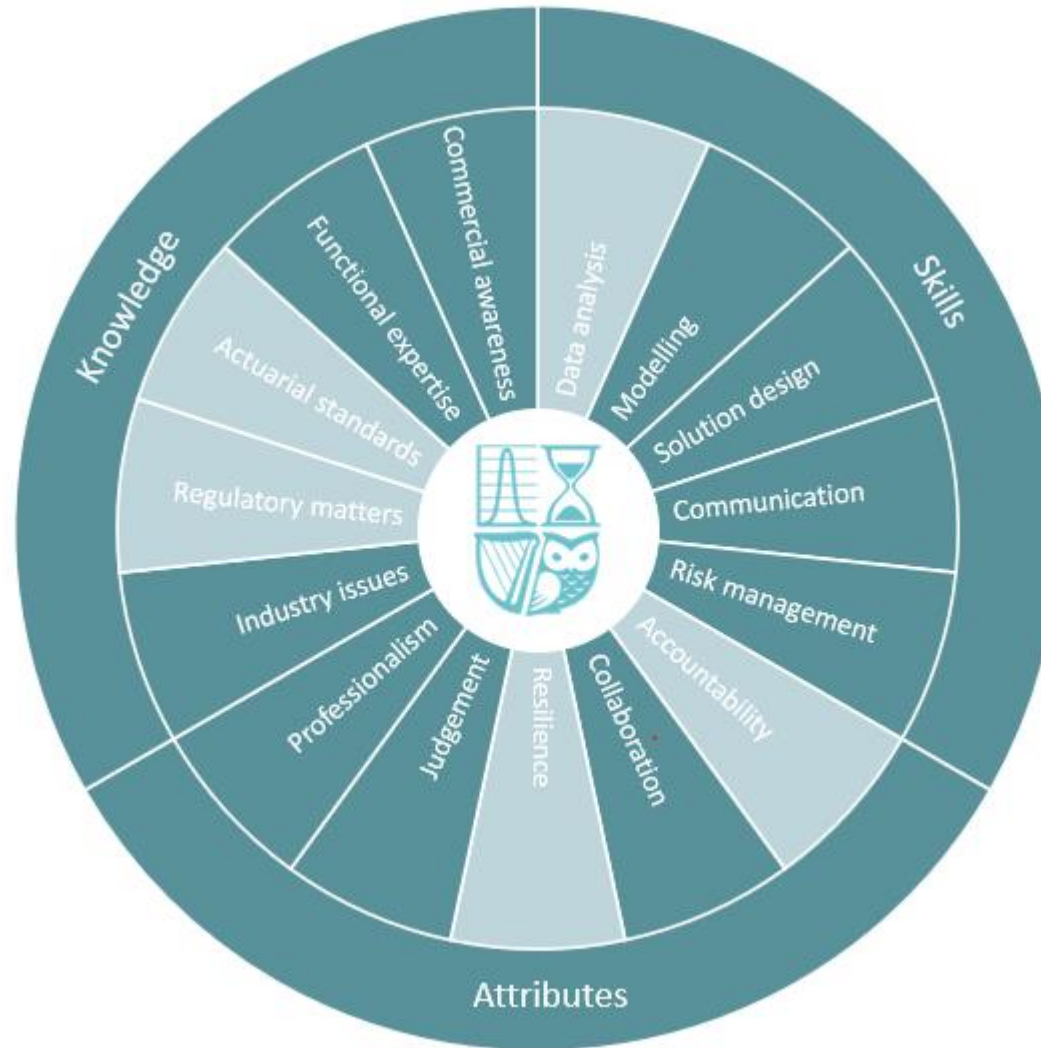 Knowledge
Skills
Attributes
Commercial awareness
Functional expertise
Actuarial standards
Regulatory matters
Industry issues
Data analysis
Modelling
Solution design
Communication
Risk management
Accountability
Collaboration
Resilience
Judgement
Professionalism